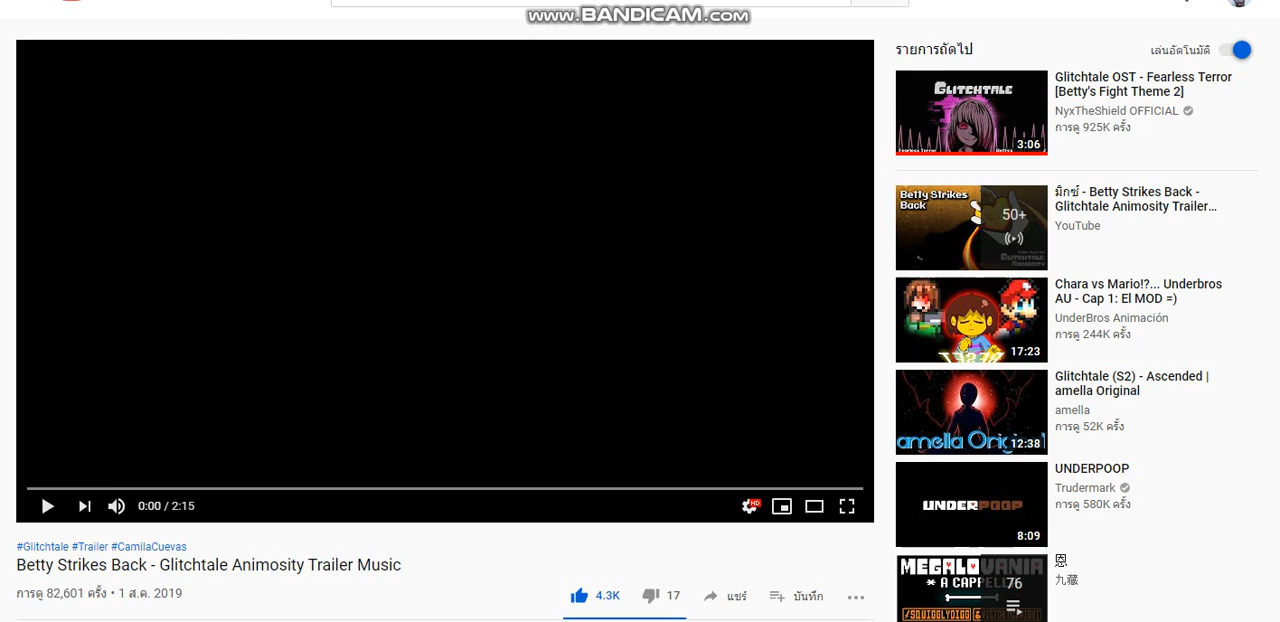 www.BANDICAM.com
รายการถัดไป
เล่นอัตโนมัติ
GLITCHTALE
3:06
Glitchtale OST - Fearless Terror
[Betty's Fight Theme 2]
NyxTheShield OFFICIAL
การดู 925K ครั้ง
Betty Strikes
Back
50+
มิกซ์ - Betty Strikes Back -
Glitchtale Animosity Trailer…
YouTube
17:23
Chara vs Mario!?... Underbros
AU - Cap 1: El MOD =)
UnderBros Animación
การดู 244K ครั้ง
amella Orig
12:38
Glitchtale (S2) - Ascended |
amella Original
amella
การดู 52K ครั้ง
UNDERPOOP
8:09
UNDERPOOP
Trudermark
การดู 580K ครั้ง
MEGALOVANIA
* A CAPPELL
76
/SQUIGGLYDIGG
恩
九蔵
0:00 / 2:15
HD
#Glitchtale #Trailer #CamilaCuevas
Betty Strikes Back - Glitchtale Animosity Trailer Music
การดู 82,601 ครั้ง • 1 ส.ค. 2019
4.3K
17
แชร์
บันทึก